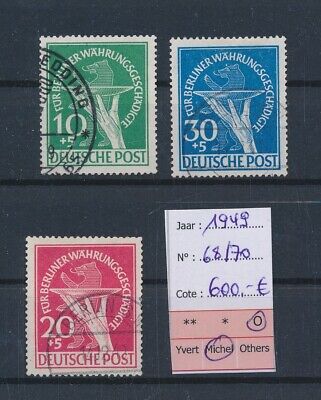 FÜR BERLINER WÄHRUNGSGESCHÄDIGTE
10
+5
DEUTSCHE POST
FÜR BERLINER WÄHRUNGSGESCHÄDIGTE
30
+5
DEUTSCHE POST
FÜR BERLINER WÄHRUNGSGESCHÄDIGTE
20
+5
DEUTSCHE POST
Jaar : 1949
N° : 68/70
Cote : 600,-€
** * O
Yvert Michel Others